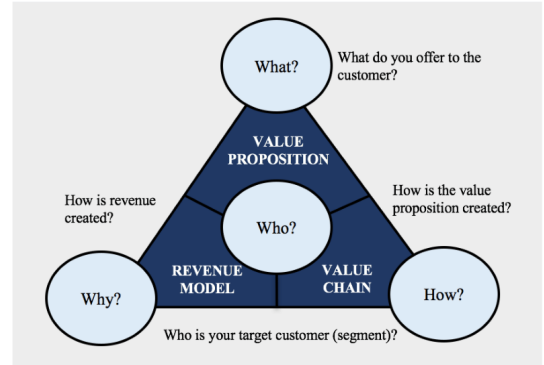 What?
What do you offer to the
customer?
VALUE
PROPOSITION
How is revenue
created?
How is the value
proposition created?
Who?
REVENUE
MODEL
VALUE
CHAIN
Why?
How?
Who is your target customer (segment)?